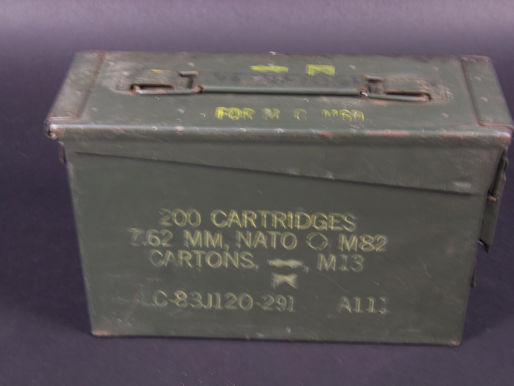 FOR M G M60
200 CARTRIDGES
7.62 MM, NATO M82
CARTONS, M13
LC-83J120-291 A111